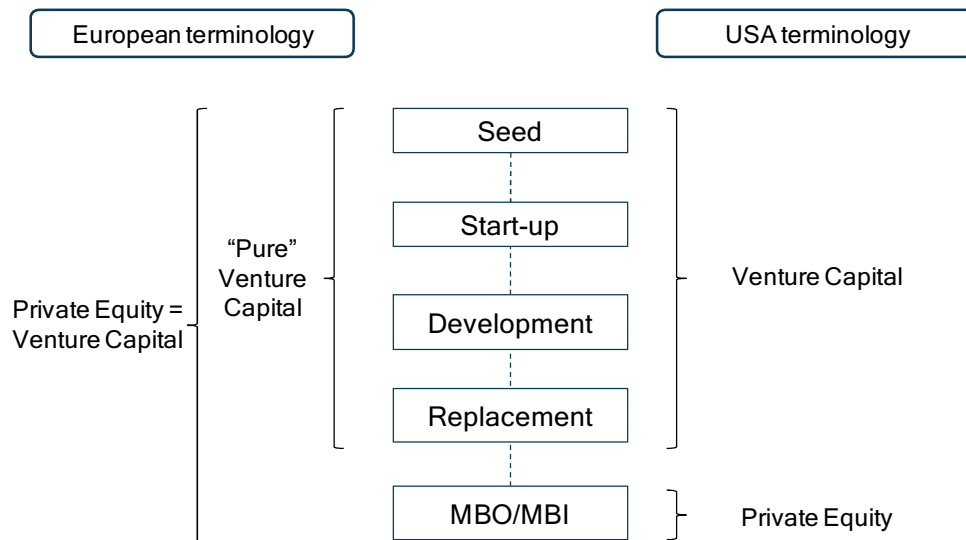 European terminology
USA terminology
Seed
Start-up
“Pure”
Venture
Capital
Venture Capital
Private Equity =
Venture Capital
Development
Replacement
MBO/MBI
Private Equity